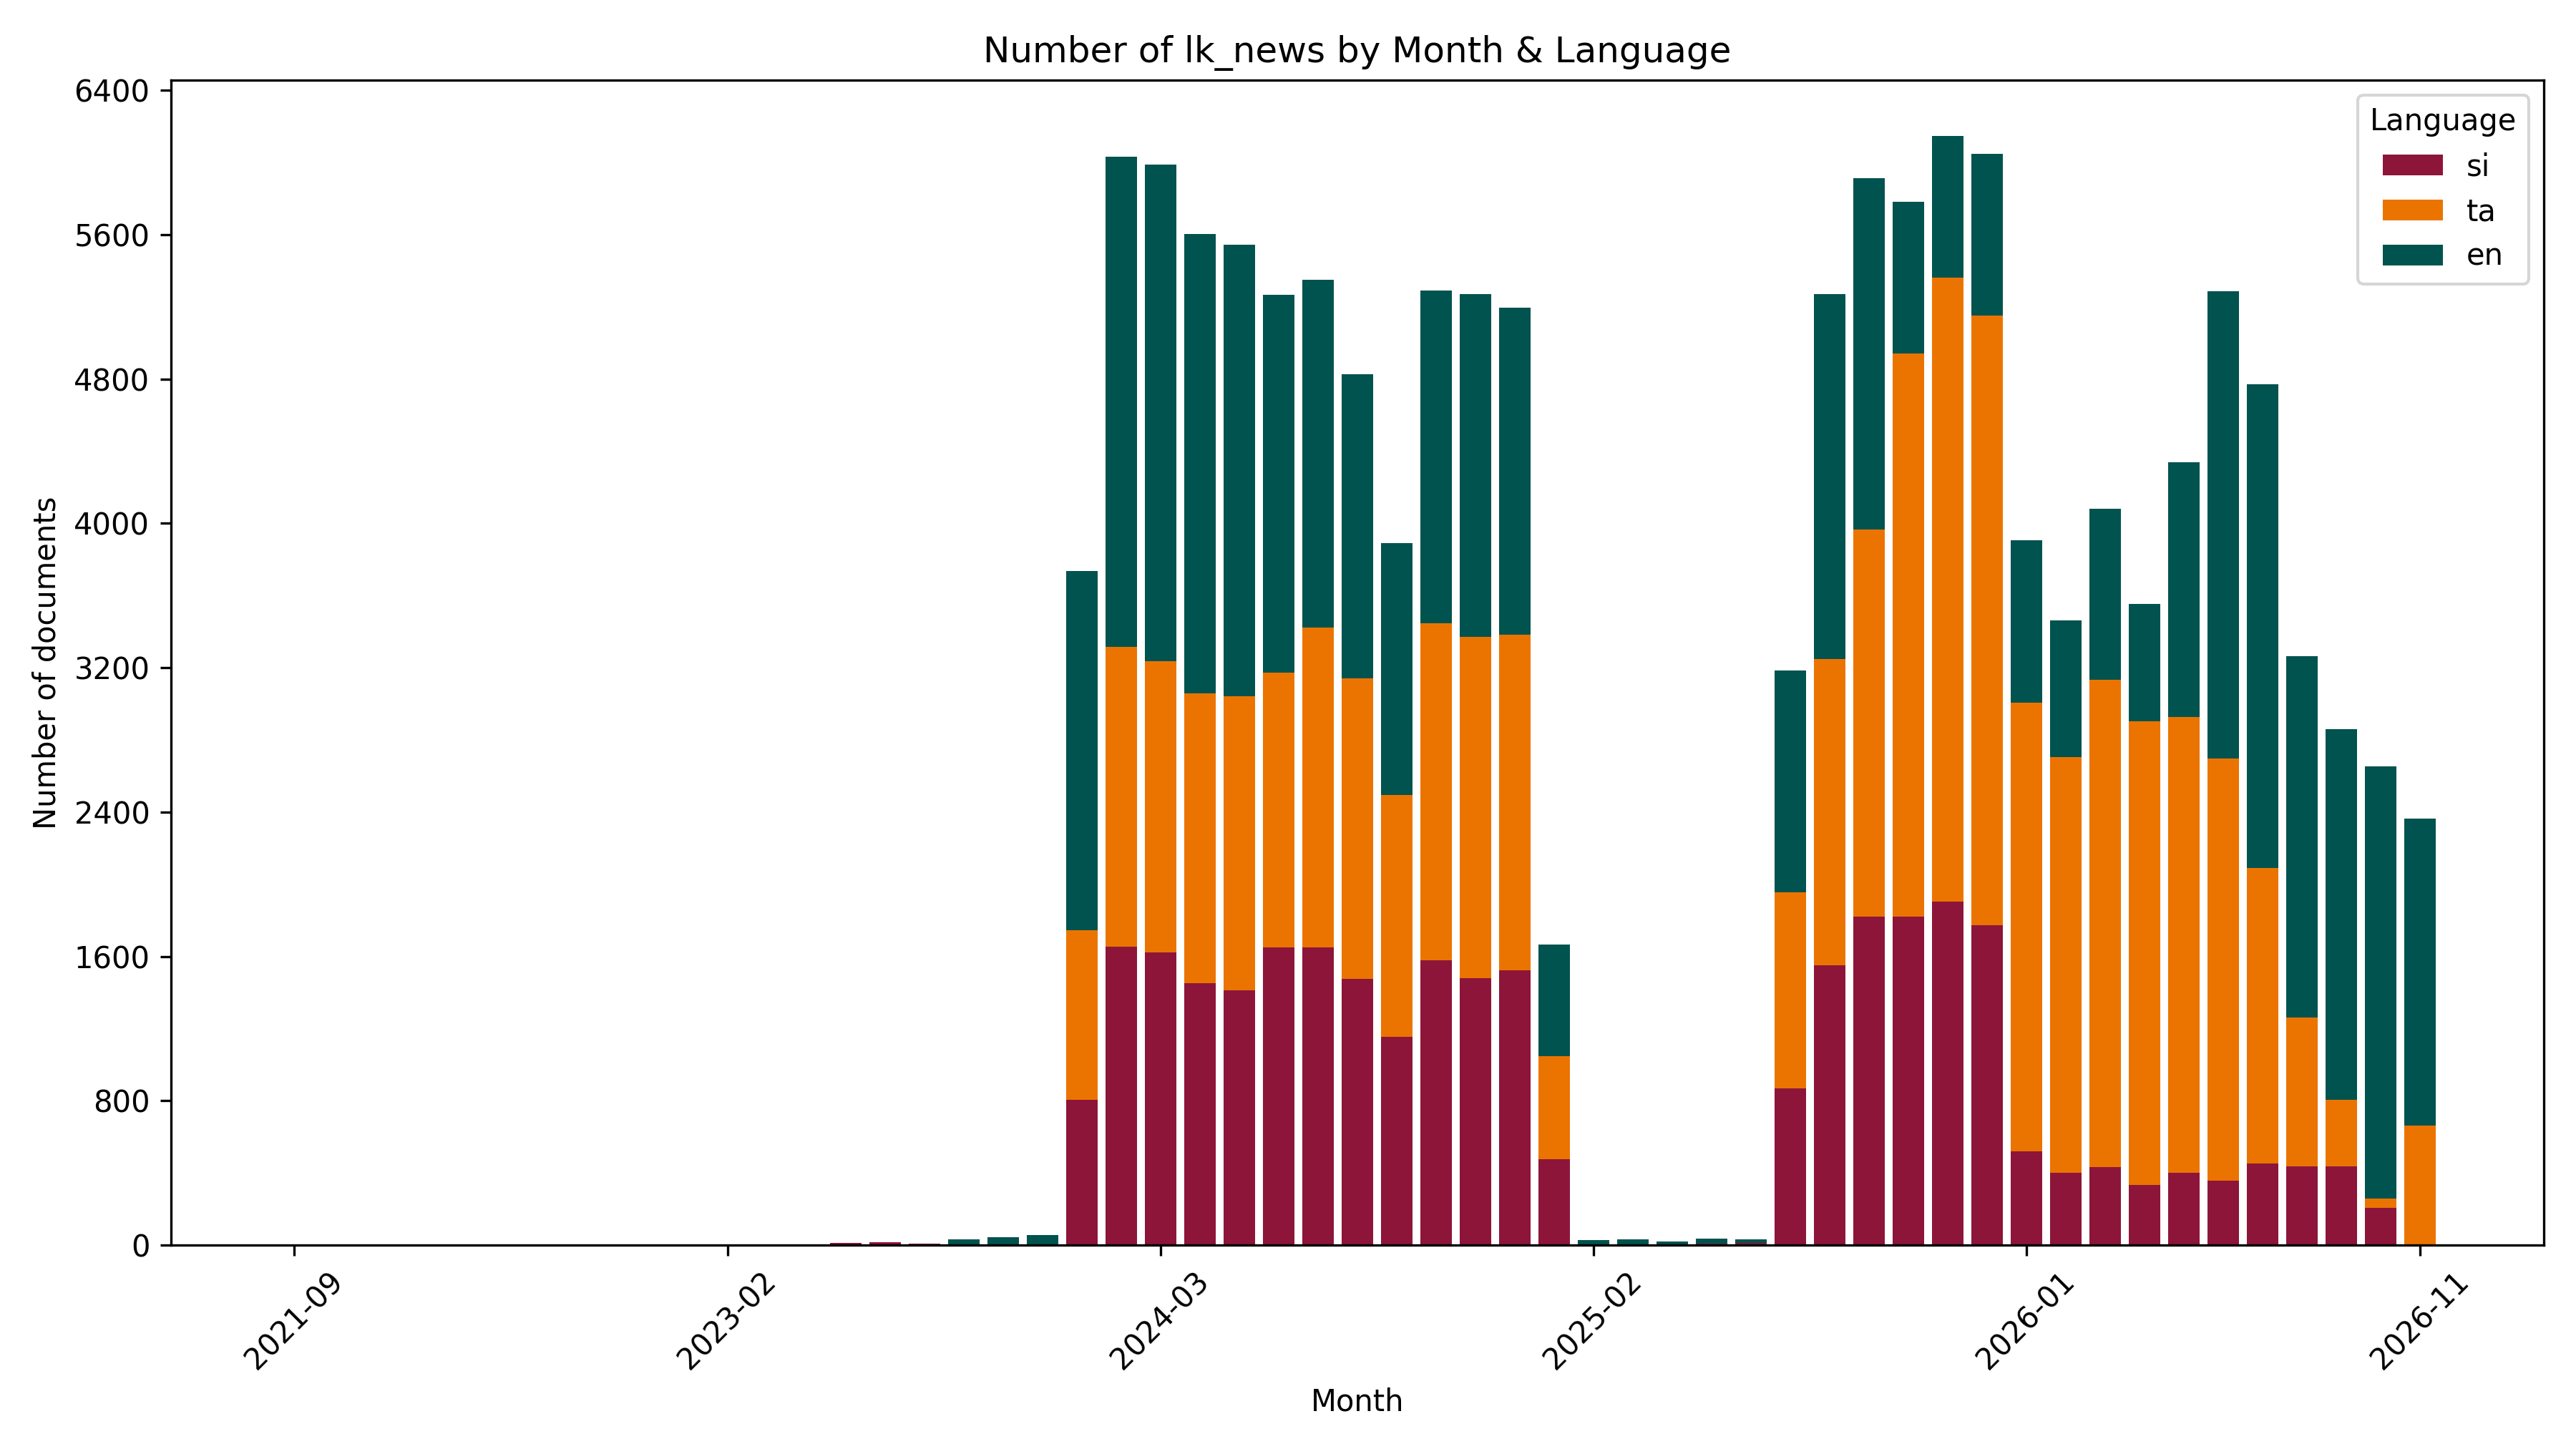 Number of lk_news by Month & Language
6400
5600
4800
4000
3200
2400
1600
800
0
Number of documents
Language
si
ta
en
2021-09
2023-02
2024-03
2025-02
2026-01
2026-11
Month